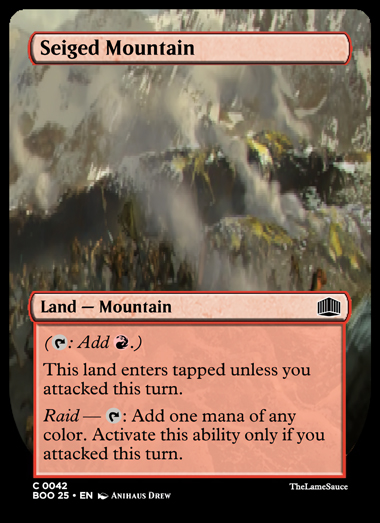 Seiged Mountain
Land — Mountain
(T: Add R.)
This land enters tapped unless you
attacked this turn.
Raid — T: Add one mana of any
color. Activate this ability only if you
attacked this turn.
C 0042
BOO 25 • EN Anihaus Drew
TheLameSauce